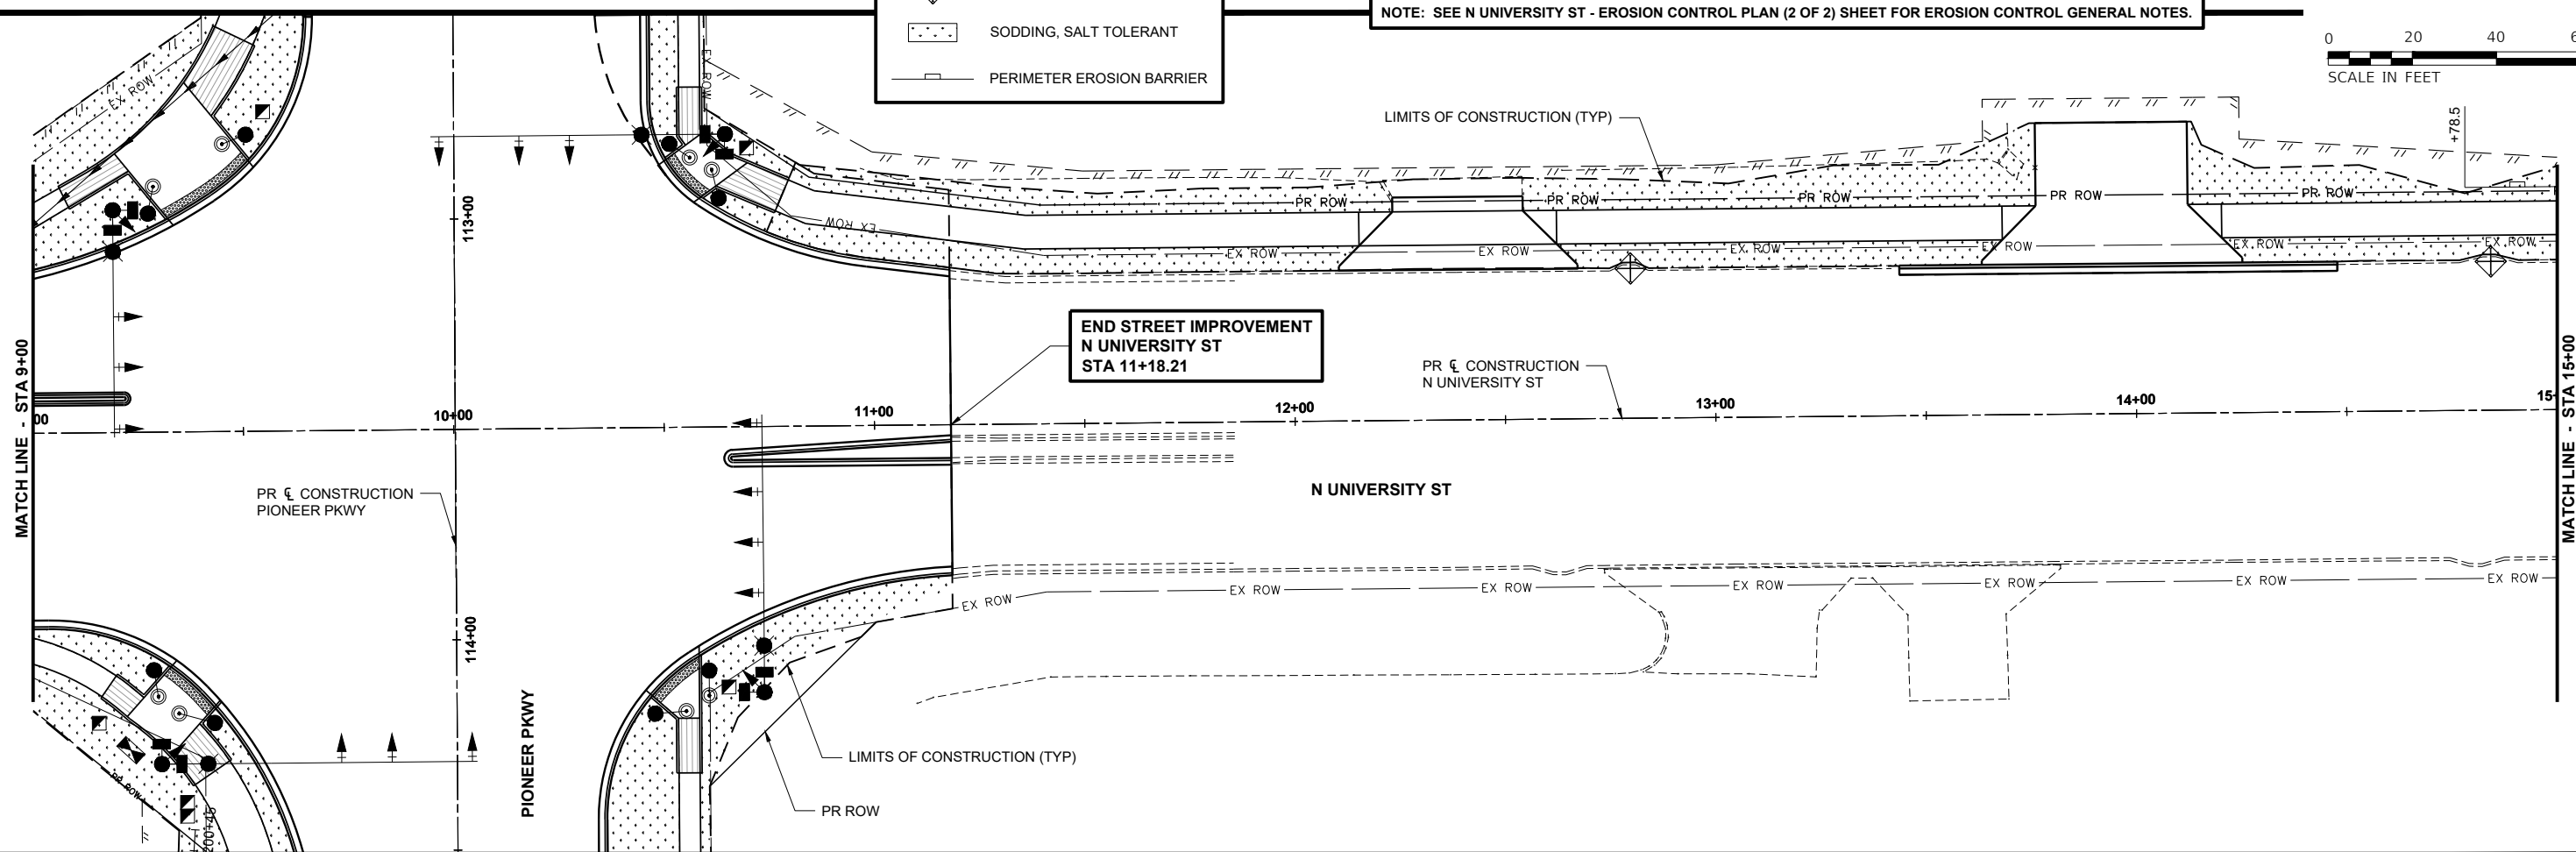 NOTE: SEE N UNIVERSITY ST - EROSION CONTROL PLAN (2 OF 2) SHEET FOR EROSION CONTROL GENERAL NOTES.
SODDING, SALT TOLERANT
PERIMETER EROSION BARRIER
0 20 40
SCALE IN FEET
LIMITS OF CONSTRUCTION (TYP)
+78.5
EX ROW
EX ROW
EX ROW
PR ROW
PR ROW
PR ROW
PR ROW
PR ROW
EX ROW
EX ROW
EX ROW
EX ROW
EX ROW
EX ROW
113+00
END STREET IMPROVEMENT
N UNIVERSITY ST
STA 11+18.21
PR ℄ CONSTRUCTION
N UNIVERSITY ST
MATCH LINE - STA 9+00
MATCH LINE - STA 15+00
00
10+00
11+00
12+00
13+00
14+00
15+
N UNIVERSITY ST
PR ℄ CONSTRUCTION
PIONEER PKWY
EX ROW
EX ROW
EX ROW
EX ROW
EX ROW
EX ROW
EX ROW
114+00
PIONEER PKWY
LIMITS OF CONSTRUCTION (TYP)
PR ROW
PR ROW